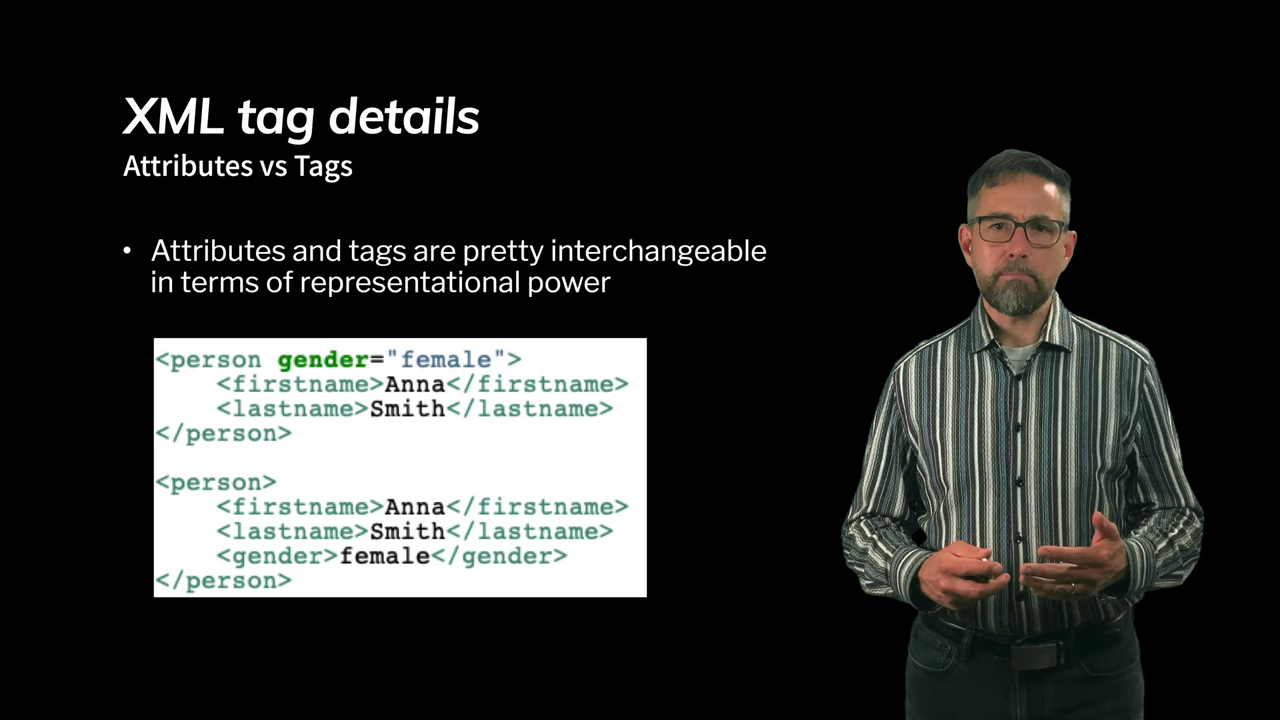 XML tag details
Attributes vs Tags
• Attributes and tags are pretty interchangeable
in terms of representational power
<person gender="female">
    <firstname>Anna</firstname>
    <lastname>Smith</lastname>
</person>
<person>
    <firstname>Anna</firstname>
    <lastname>Smith</lastname>
    <gender>female</gender>
</person>